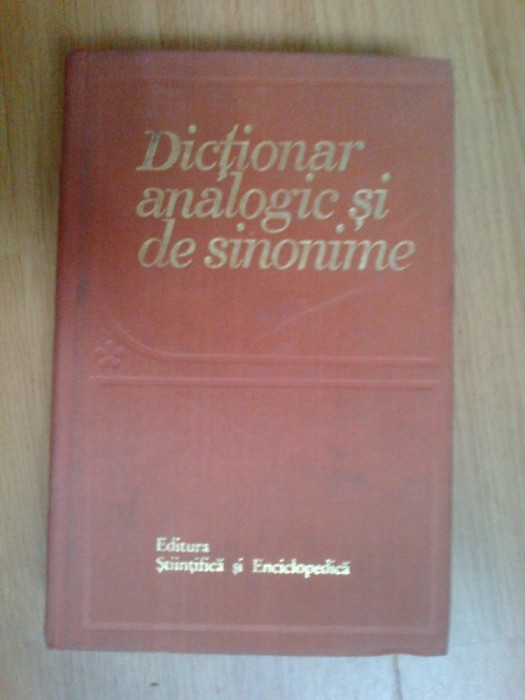 Dicționar
analogic și
de sinonime
Editura
Științifică și Enciclopedică